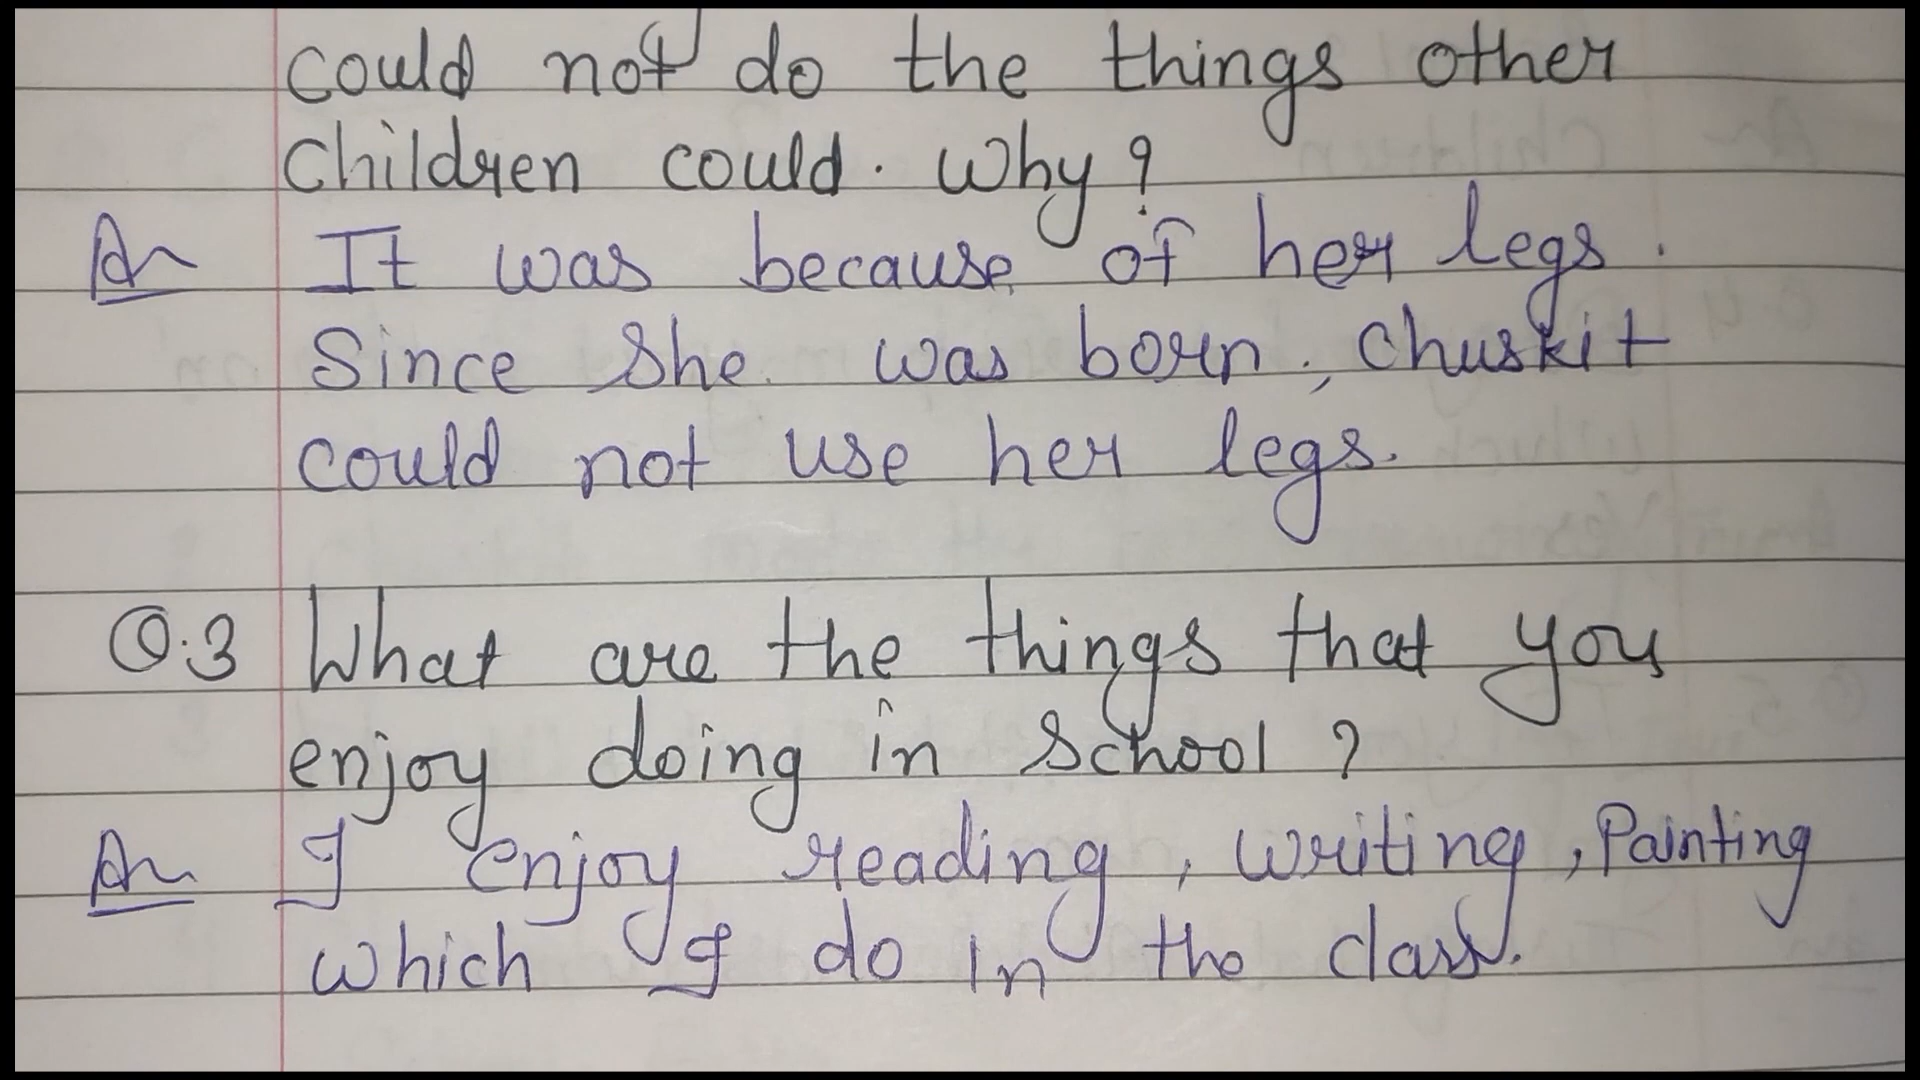 could not do the things other
children could. Why?
An It was because of her legs.
Since she was born, Chuskit
could not use her legs.
Q.3 What are the things that you
enjoy doing in school?
An I enjoy reading, writing, Painting
which I do in the class.